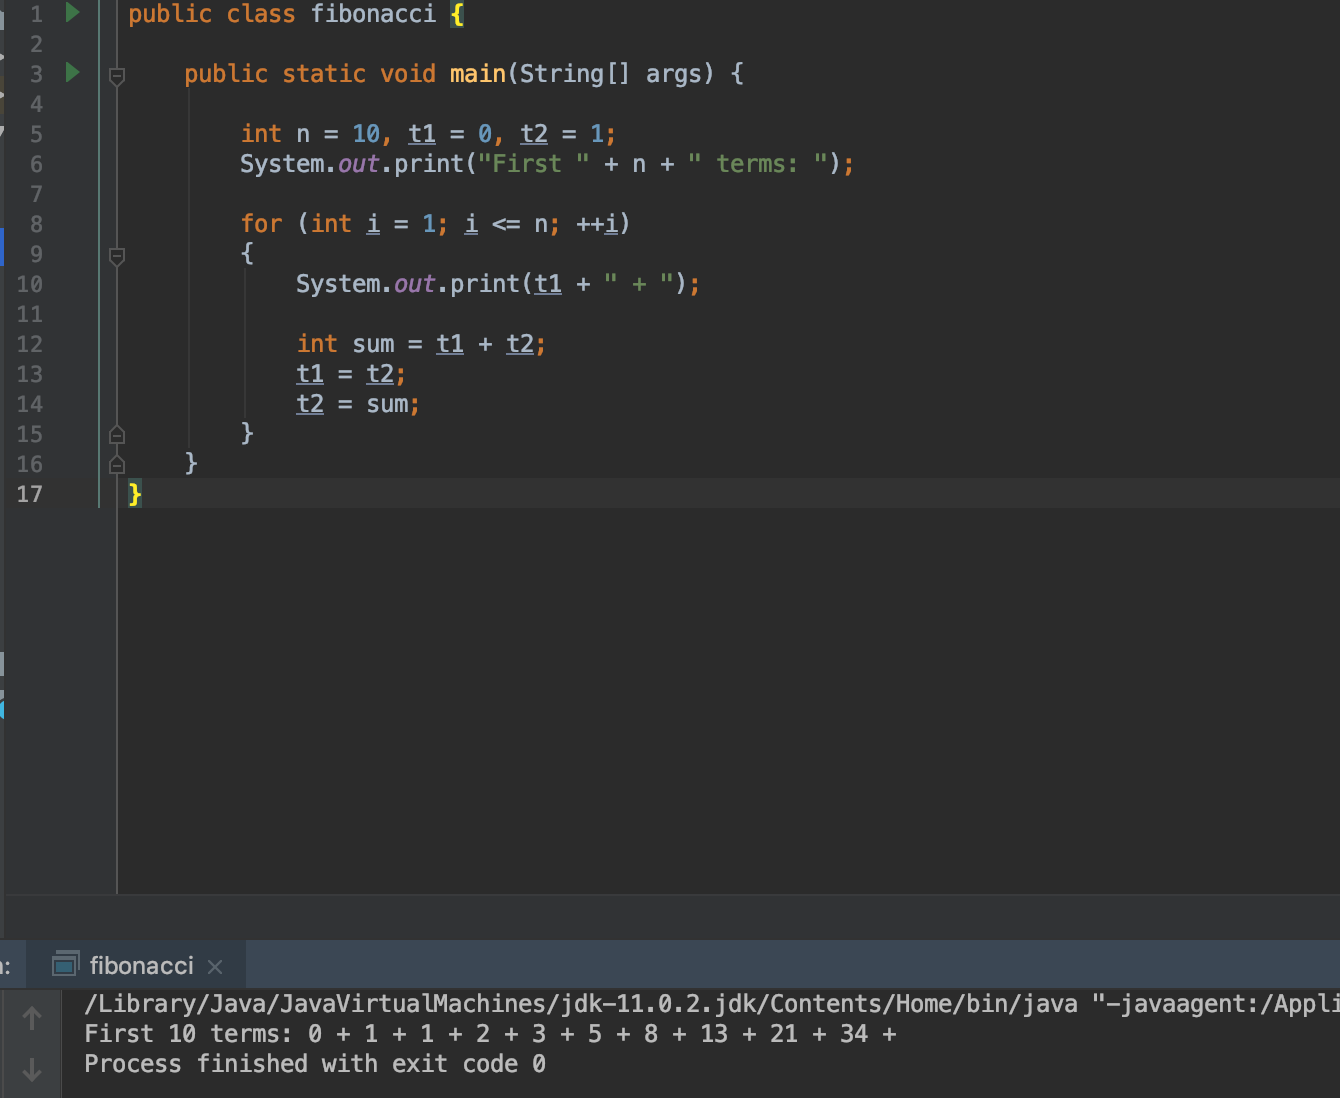 1 public class fibonacci {
2
3 public static void main(String[] args) {
4
5 int n = 10, t1 = 0, t2 = 1;
6 System.out.print("First " + n + " terms: ");
7
8 for (int i = 1; i <= n; ++i)
9 {
10 System.out.print(t1 + " + ");
11
12 int sum = t1 + t2;
13 t1 = t2;
14 t2 = sum;
15 }
16 }
17 }
: fibonacci
/Library/Java/JavaVirtualMachines/jdk-11.0.2.jdk/Contents/Home/bin/java "-javaagent:/Appli
First 10 terms: 0 + 1 + 1 + 2 + 3 + 5 + 8 + 13 + 21 + 34 +
Process finished with exit code 0